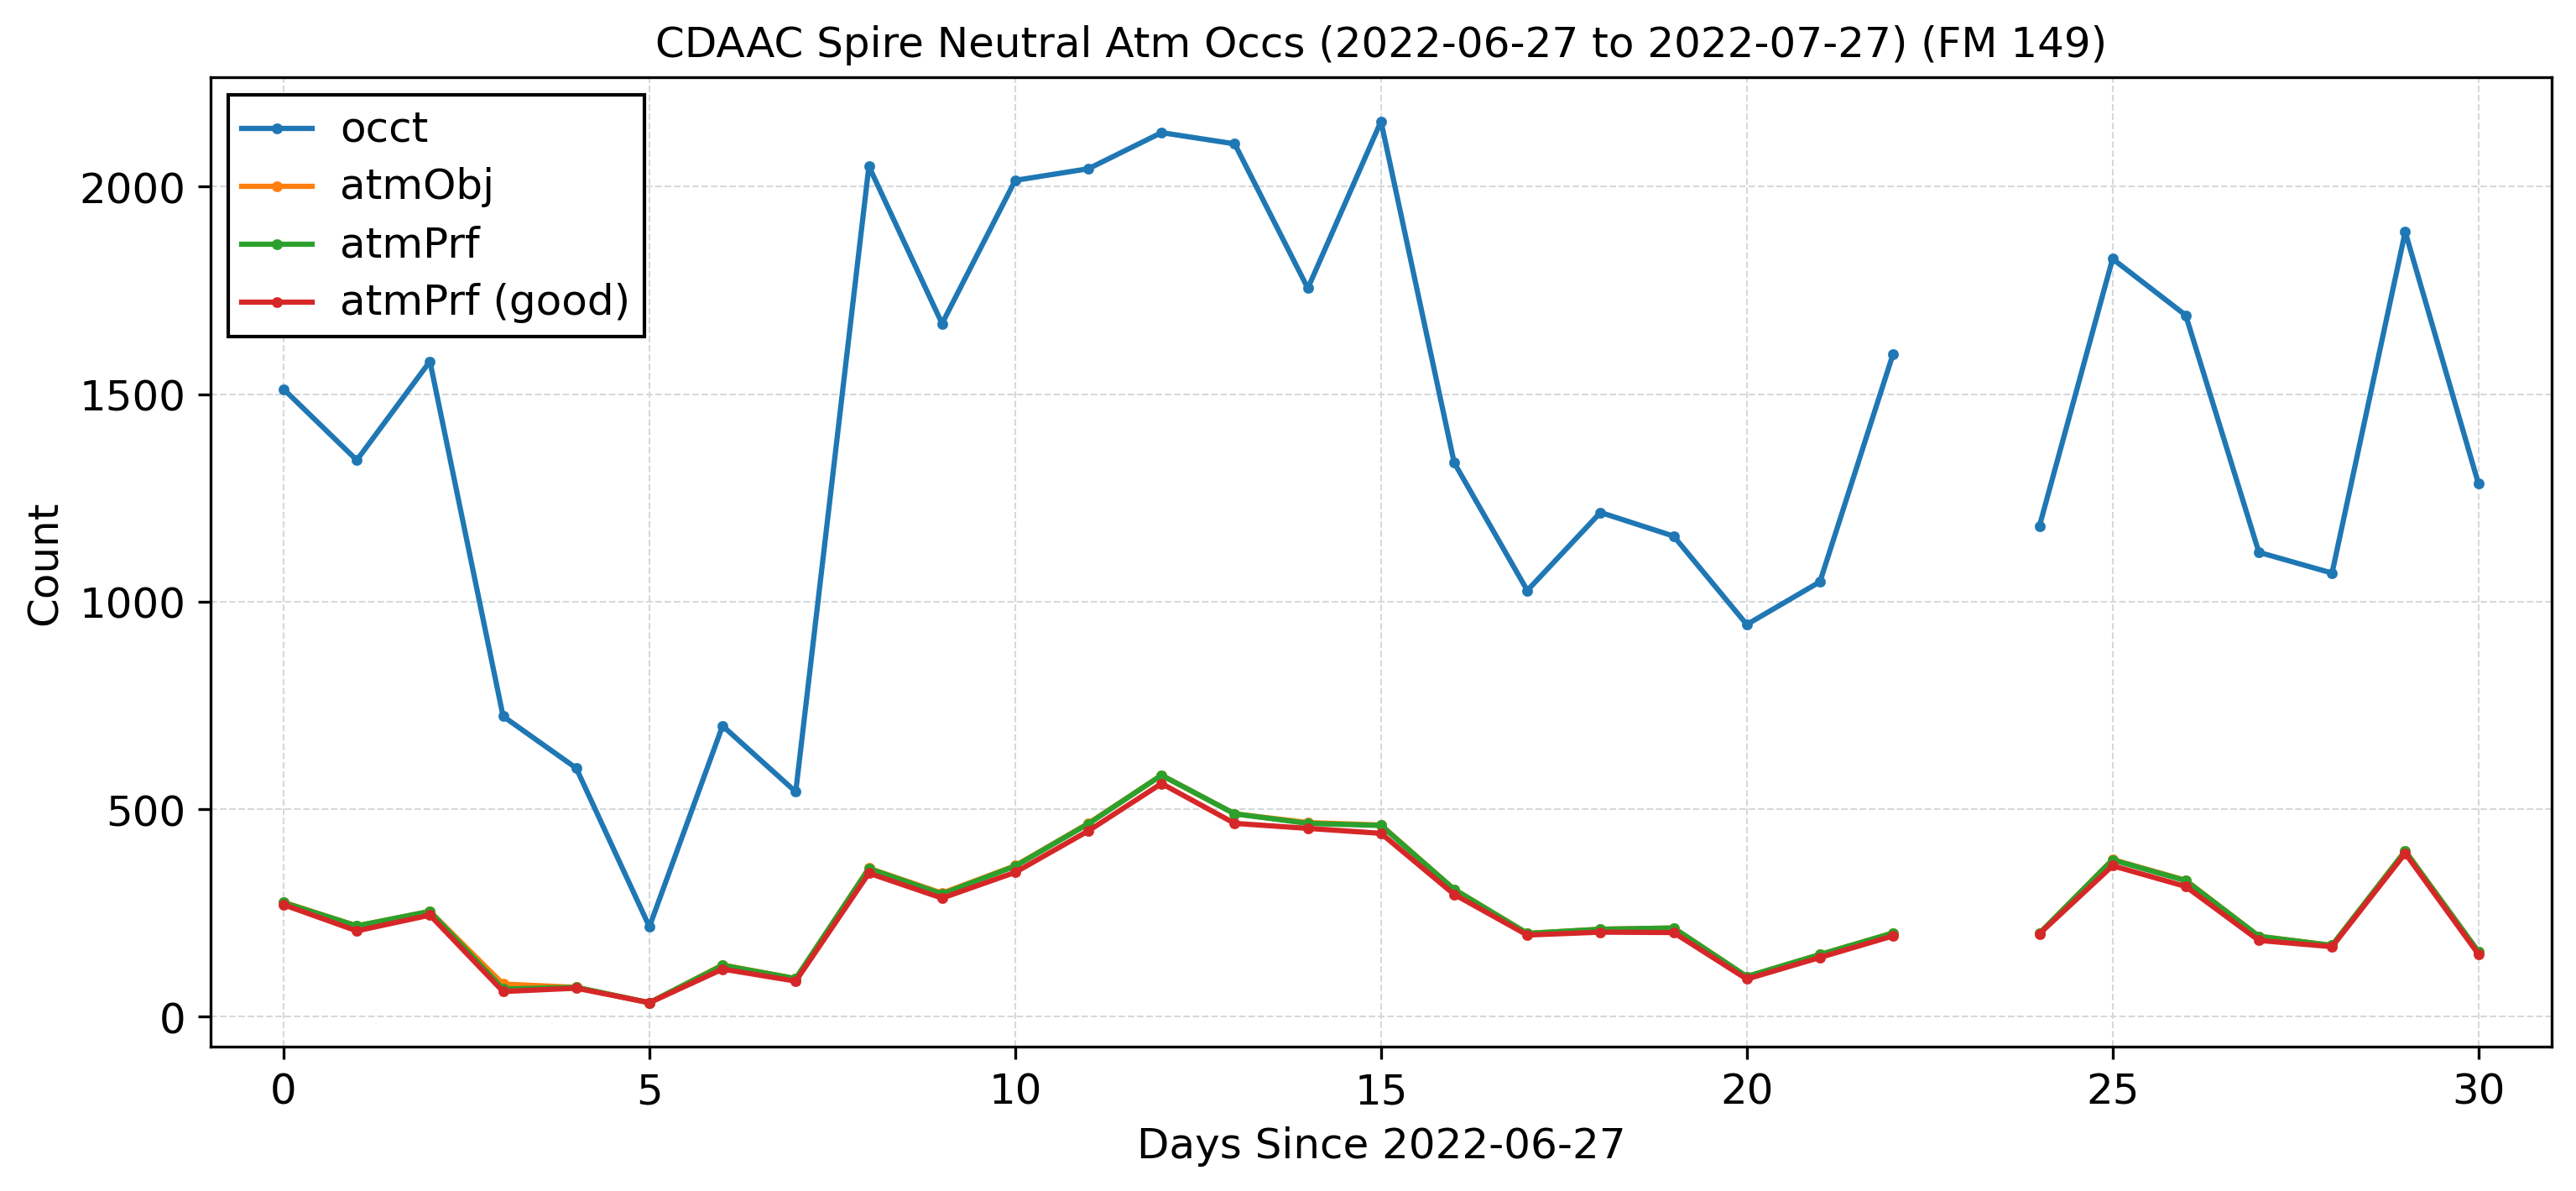 CDAAC Spire Neutral Atm Occs (2022-06-27 to 2022-07-27) (FM 149)
occt
atmObj
atmPrf
atmPrf (good)
Count
2000
1500
1000
500
0
0 5 10 15 20 25 30
Days Since 2022-06-27